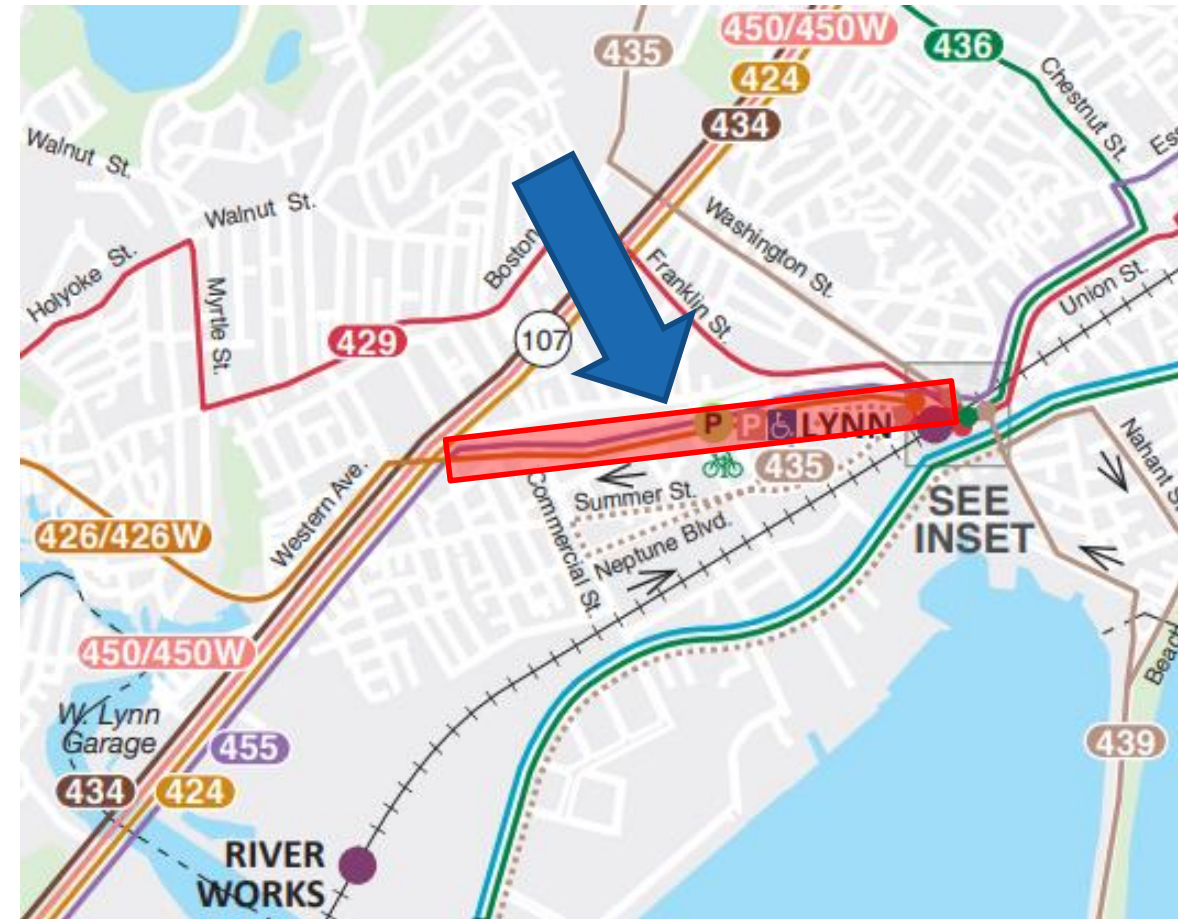 450/450W
435
436
424
434
Chestnut St.
Walnut St.
Walnut St.
Washington St.
Boston
Franklin St.
Holyoke St.
Myrtle St.
Union St.
429
107
P P LYNN
435
Nahant S
Summer St.
SEE
INSET
Commercial St.
Western Ave.
Neptune Blvd.
426/426W
450/450W
W. Lynn
Garage
455
439
434
424
RIVER
WORKS